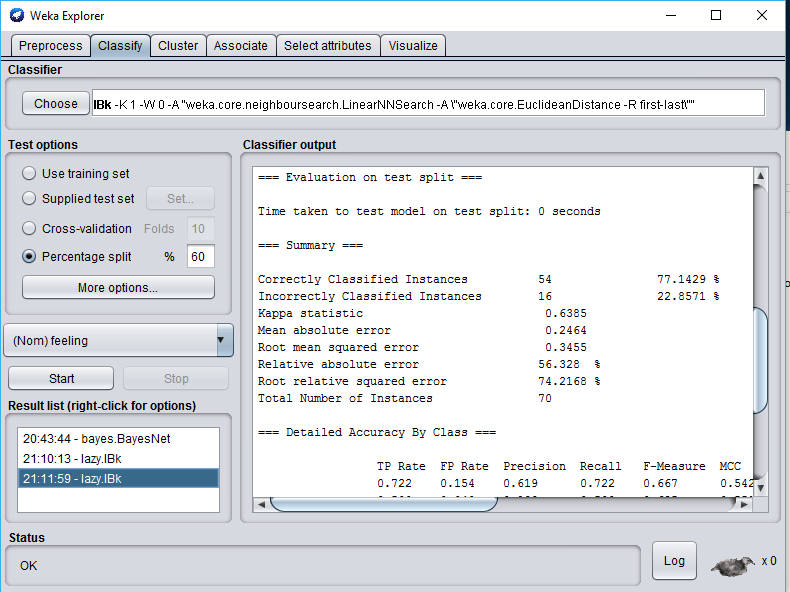 Weka Explorer
Preprocess Classify Cluster Associate Select attributes Visualize
Classifier
Choose IBk -K 1 -W 0 -A "weka.core.neighboursearch.LinearNNSearch -A \"weka.core.EuclideanDistance -R first-last\""
Test options
Use training set
Supplied test set Set...
Cross-validation Folds 10
Percentage split % 60
More options...
(Nom) feeling
Start Stop
Result list (right-click for options)
20:43:44 - bayes.BayesNet
21:10:13 - lazy.IBk
21:11:59 - lazy.IBk
Classifier output
=== Evaluation on test split ===
Time taken to test model on test split: 0 seconds
=== Summary ===
Correctly Classified Instances 54 77.1429 %
Incorrectly Classified Instances 16 22.8571 %
Kappa statistic 0.6385
Mean absolute error 0.2464
Root mean squared error 0.3455
Relative absolute error 56.328 %
Root relative squared error 74.2168 %
Total Number of Instances 70
=== Detailed Accuracy By Class ===
TP Rate FP Rate Precision Recall F-Measure MCC
0.722 0.154 0.619 0.722 0.667 0.542
Status
OK
Log x 0